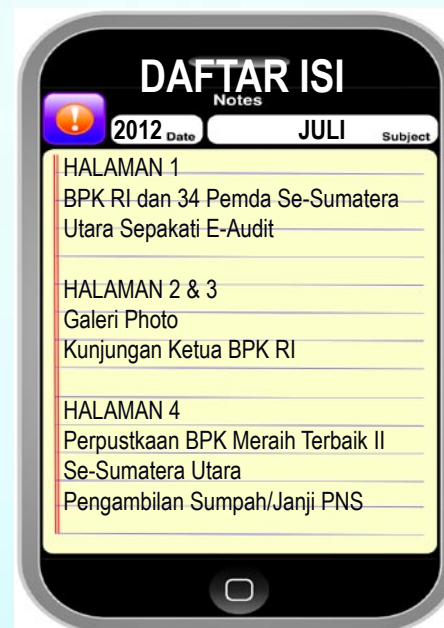 DAFTAR ISI
Notes
2012 Date JULI Subject
HALAMAN 1
BPK RI dan 34 Pemda Se-Sumatera
Utara Sepakati E-Audit
HALAMAN 2 & 3
Galeri Photo
Kunjungan Ketua BPK RI
HALAMAN 4
Perpustkaan BPK Meraih Terbaik II
Se-Sumatera Utara
Pengambilan Sumpah/Janji PNS